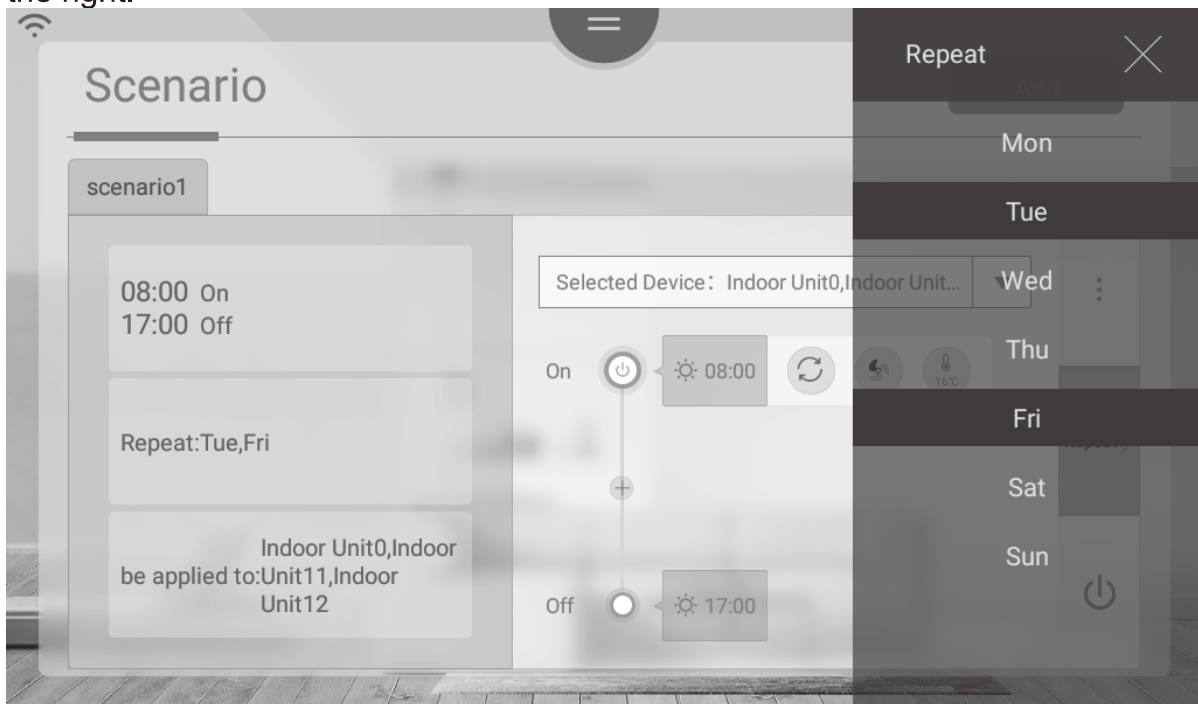 the right.
Repeat
Scenario
Add
Mon
scenario1
Tue
Selected Device：Indoor Unit0,Indoor Unit...
Wed
08:00 On
17:00 Off
Thu
On
08:00
16℃
Fri
Repeat:Tue,Fri
Repeat
Sat
Indoor Unit0,Indoor
be applied to:Unit11,Indoor
Unit12
Sun
Off
17:00